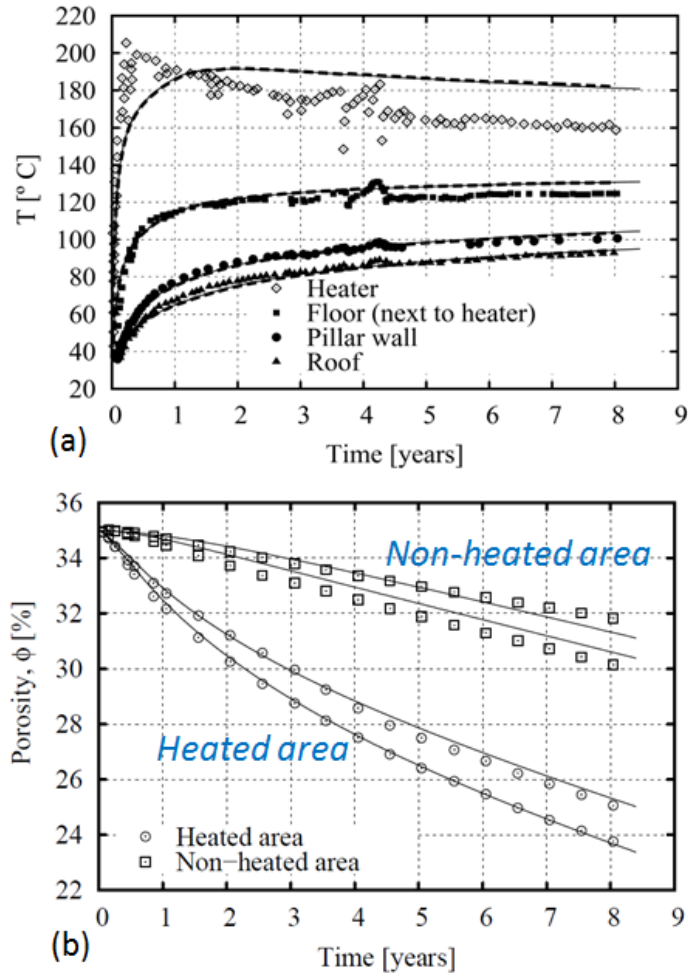 220
200
180
160
140
120
100
80
60
40
20
T [º C]
Heater
Floor (next to heater)
Pillar wall
Roof
0 1 2 3 4 5 6 7 8 9
(a)
Time [years]
36
34
32
30
28
26
24
22
Porosity, ϕ [%]
Non-heated area
Heated area
Heated area
Non−heated area
0 1 2 3 4 5 6 7 8 9
(b)
Time [years]